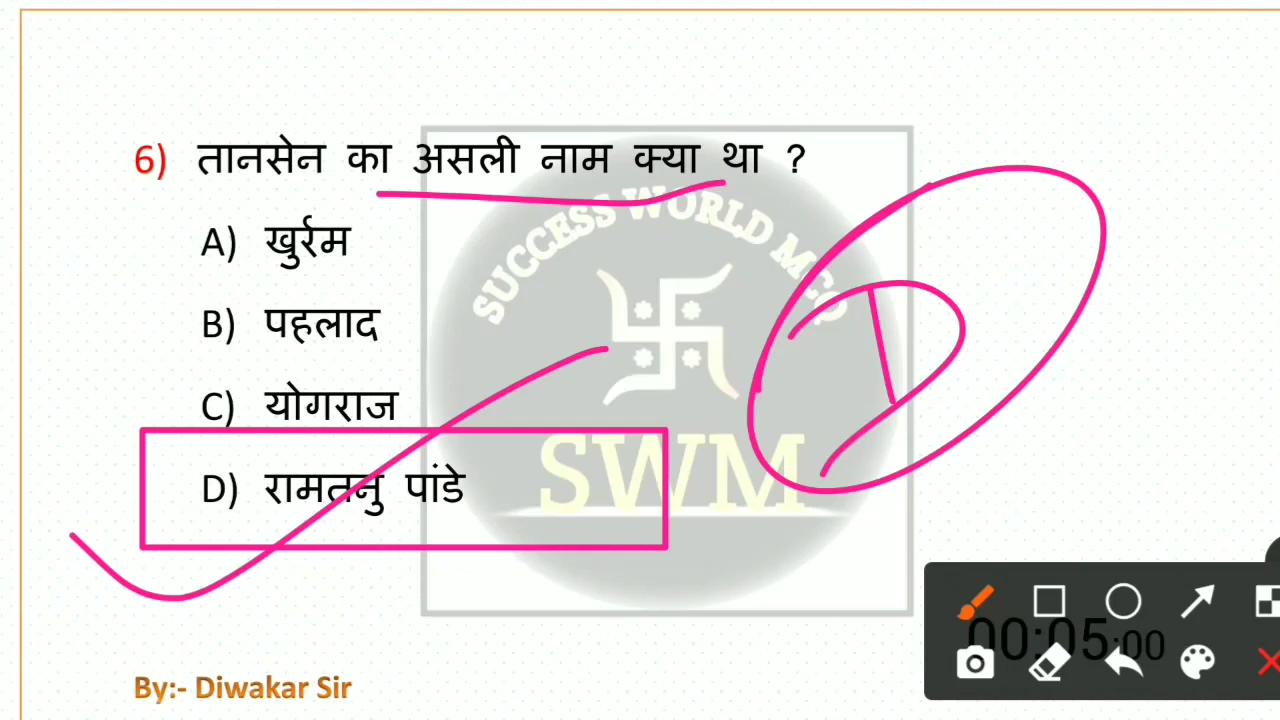 6) तानसेन का असली नाम क्या था ?
A) खुर्रम
B) पहलाद
C) योगराज
D) रामतनु पांडे
SUCCESS WORLD MCQ
SWM
D
00:05:00
By:- Diwakar Sir